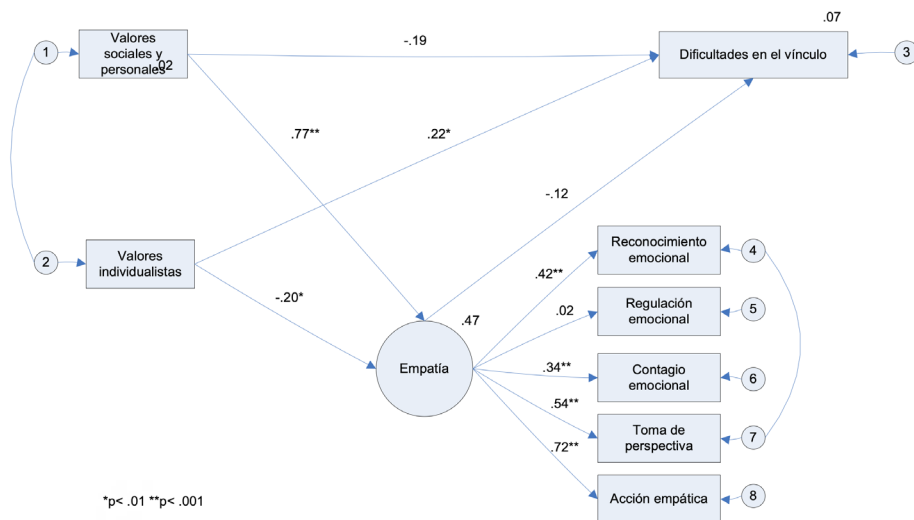 .07
1
Valores
sociales y
personales
.02
-.19
Dificultades en el vínculo
3
.77**
.22*
-.12
2
Valores
individualistas
Reconocimiento
emocional
4
.42**
-.20*
.47
.02
Regulación
emocional
5
Empatía
.34**
Contagio
emocional
6
.54**
Toma de
perspectiva
7
.72**
Acción empática
8
*p< .01 **p< .001